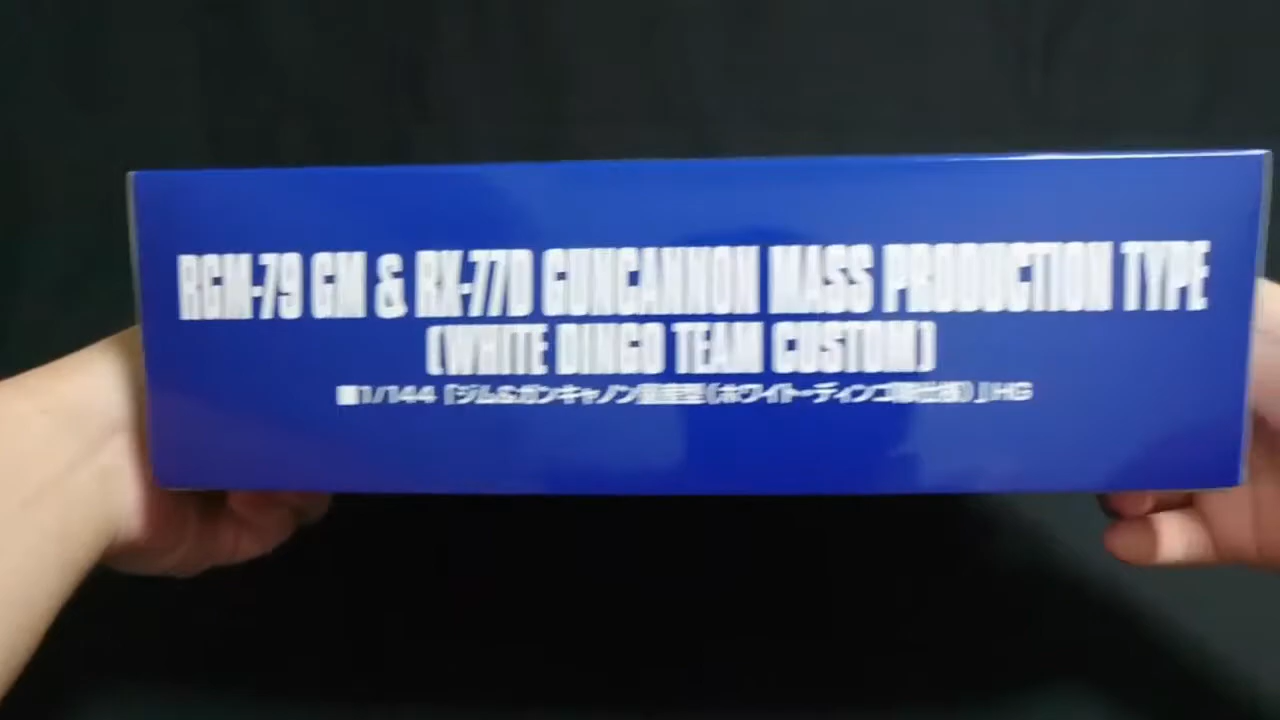 RGM-79 GM & RX-77D GUNCANNON MASS PRODUCTION TYPE
(WHITE DINGO TEAM CUSTOM)
■1/144「ジム&ガンキャノン量産型(ホワイト・ディンゴ隊仕様)」HG